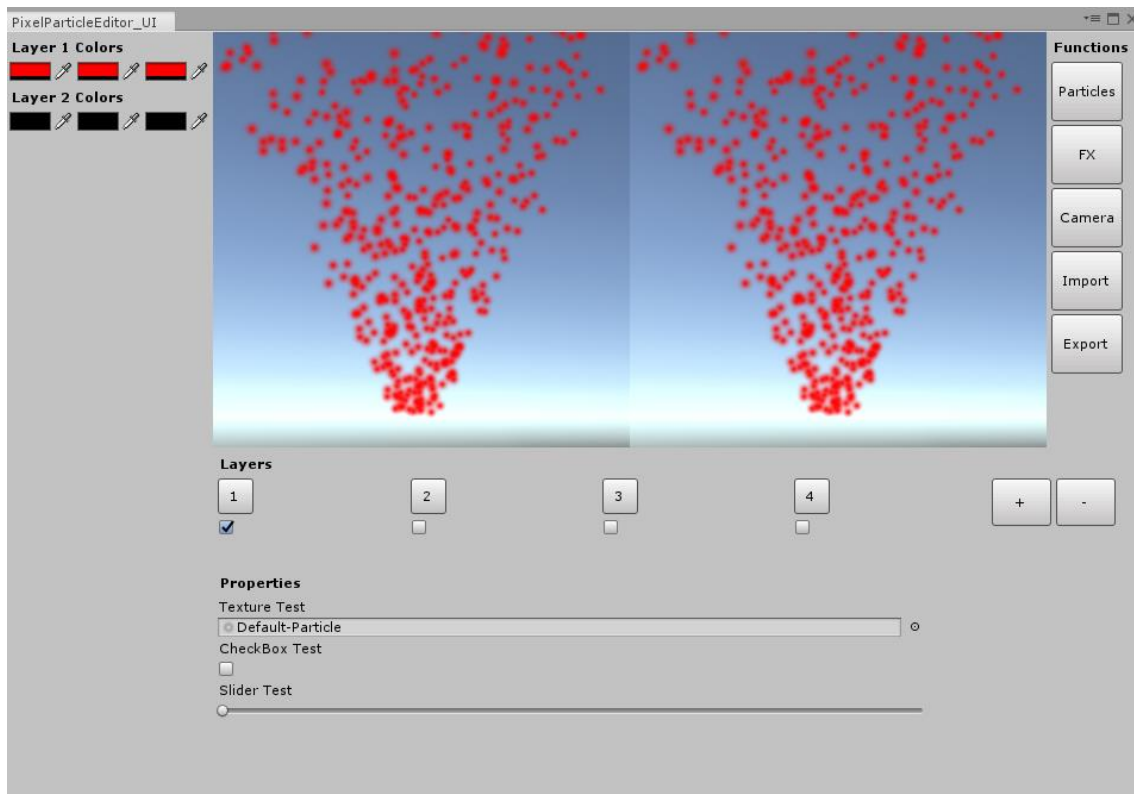 PixelParticleEditor_UI
Layer 1 Colors
Layer 2 Colors
Functions
Particles
FX
Camera
Import
Export
Layers
1 2 3 4 + -
Properties
Texture Test
Default-Particle
CheckBox Test
Slider Test